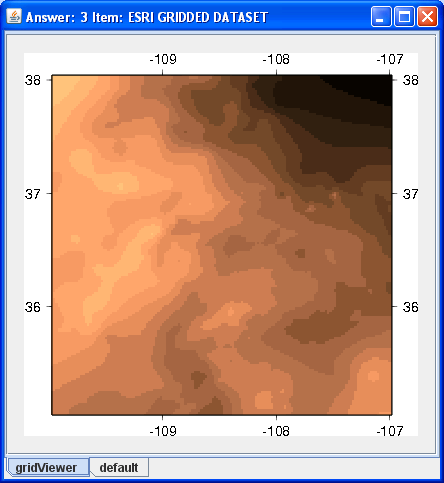 Answer: 3 Item: ESRI GRIDDED DATASET
-109 -108 -107
38 38
37 37
36 36
-109 -108 -107
gridViewer default